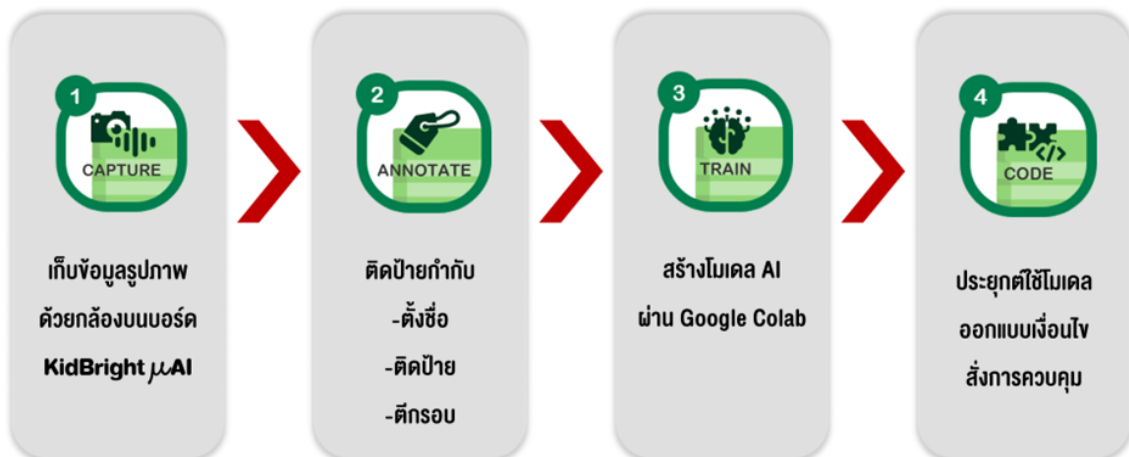 1
CAPTURE
เก็บข้อมูลรูปภาพ
ด้วยกล้องบนบอร์ด
KidBright μAI
2
ANNOTATE
ติดป้ายกำกับ
-ตั้งชื่อ
-ติดป้าย
-ตีกรอบ
3
TRAIN
สร้างโมเดล AI
ผ่าน Google Colab
4
</>
CODE
ประยุกต์ใช้โมเดล
ออกแบบเงื่อนไข
สั่งการควบคุม